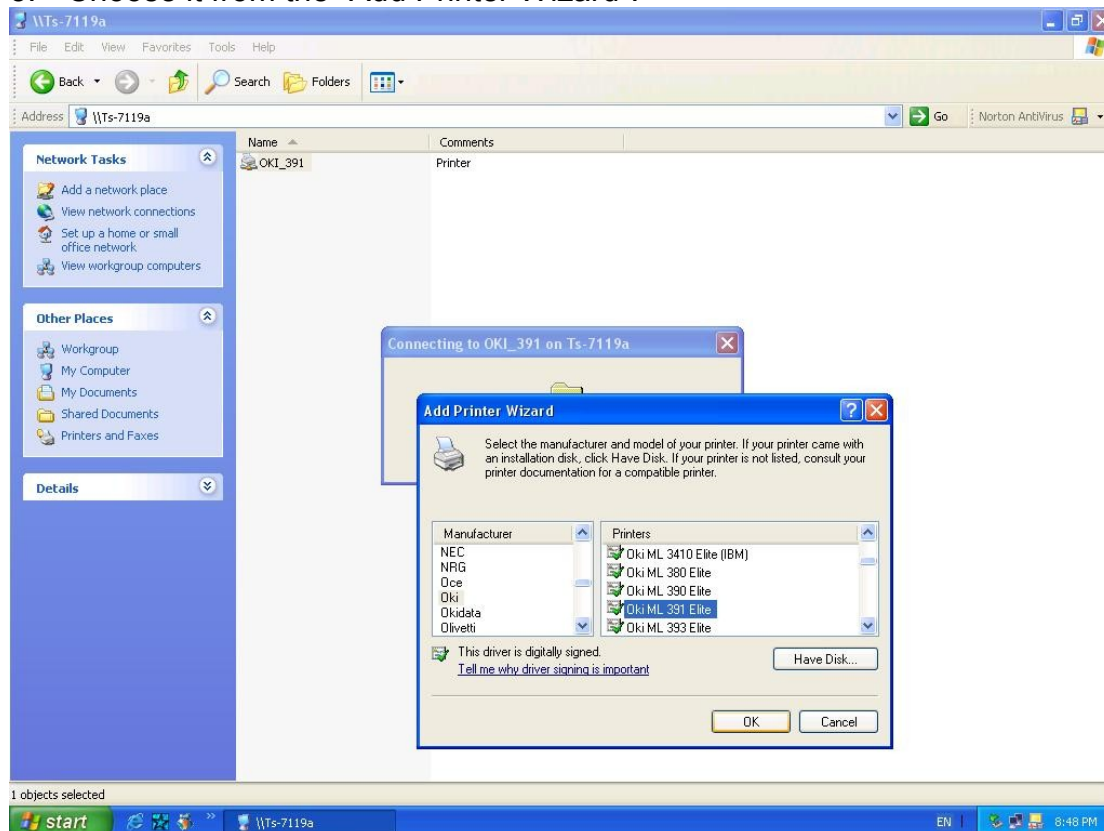 Choose it from the "Add Printer Wizard".
\\Ts-7119a
File Edit View Favorites Tools Help
Back Search Folders
Address \\Ts-7119a Go Norton AntiVirus
Name Comments
OKI_391 Printer
Network Tasks
Add a network place
View network connections
Set up a home or small
office network
View workgroup computers
Other Places
Workgroup
My Computer
My Documents
Shared Documents
Printers and Faxes
Details
Connecting to OKI_391 on Ts-7119a
Add Printer Wizard
Select the manufacturer and model of your printer. If your printer came with
an installation disk, click Have Disk. If your printer is not listed, consult your
printer documentation for a compatible printer.
Manufacturer
NEC
NRG
Oce
Oki
Okidata
Olivetti
Printers
Oki ML 3410 Elite (IBM)
Oki ML 380 Elite
Oki ML 390 Elite
Oki ML 391 Elite
Oki ML 393 Elite
This driver is digitally signed.
Tell me why driver signing is important
Have Disk...
OK Cancel
1 objects selected
start \\Ts-7119a EN 8:48 PM